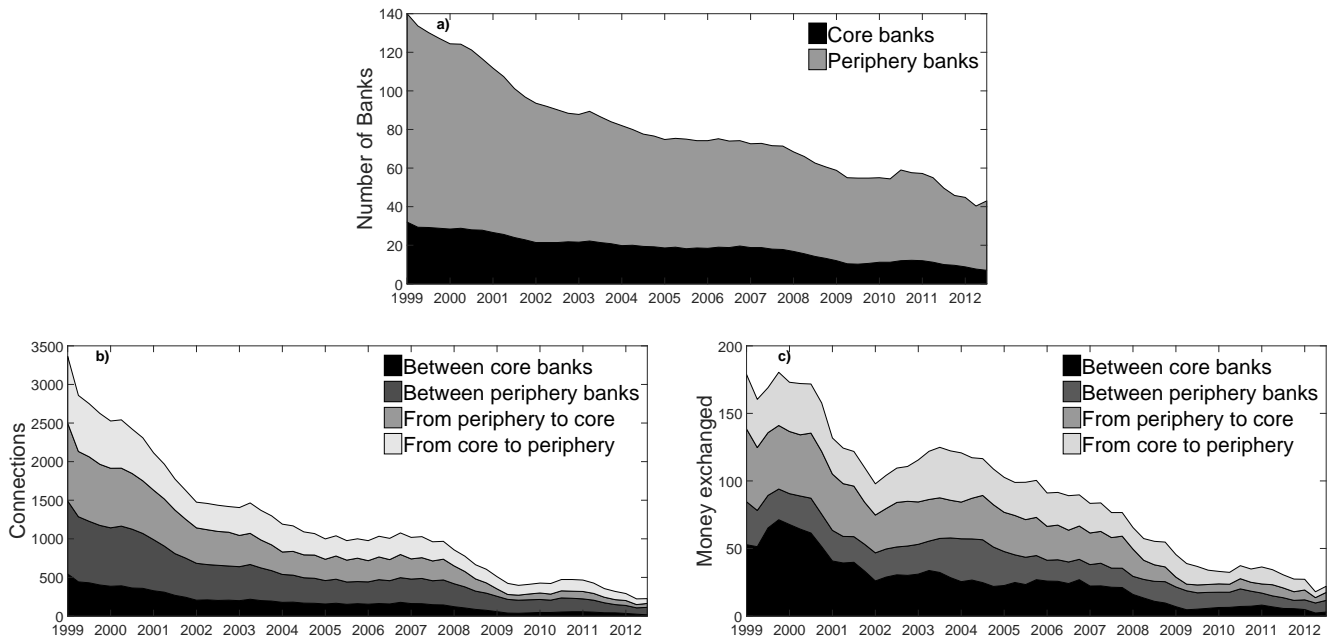 a)
Core banks
Periphery banks
Number of Banks
140
120
100
80
60
40
20
0
1999 2000 2001 2002 2003 2004 2005 2006 2007 2008 2009 2010 2011 2012
b)
Between core banks
Between periphery banks
From periphery to core
From core to periphery
Connections
3500
3000
2500
2000
1500
1000
500
0
1999 2000 2001 2002 2003 2004 2005 2006 2007 2008 2009 2010 2011 2012
c)
Between core banks
Between periphery banks
From periphery to core
From core to periphery
Money exchanged
200
150
100
50
0
1999 2000 2001 2002 2003 2004 2005 2006 2007 2008 2009 2010 2011 2012